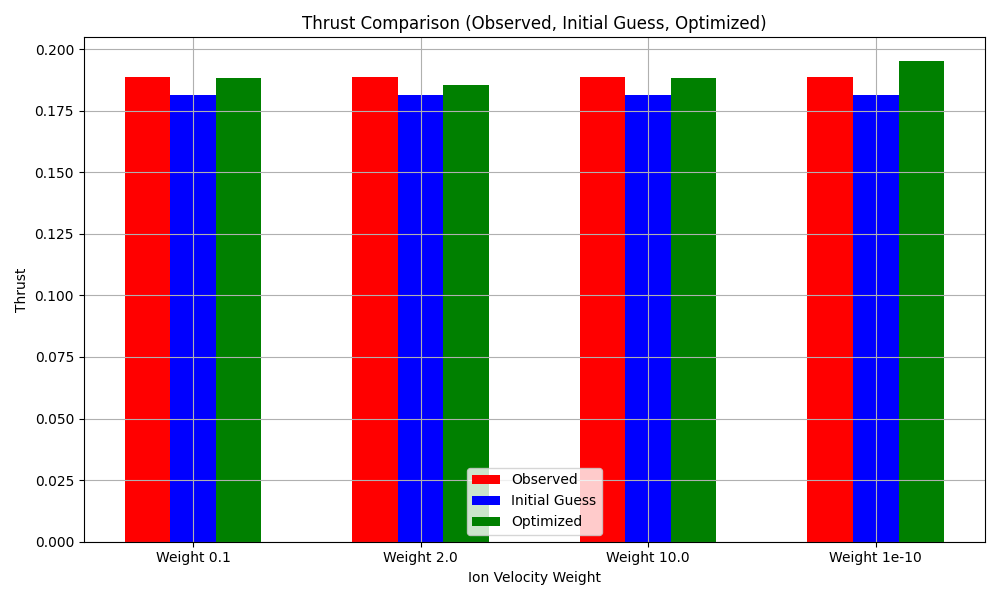 Thrust Comparison (Observed, Initial Guess, Optimized)
Thrust
0.200
0.175
0.150
0.125
0.100
0.075
0.050
0.025
0.000
Observed
Initial Guess
Optimized
Weight 0.1
Weight 2.0
Weight 10.0
Weight 1e-10
Ion Velocity Weight